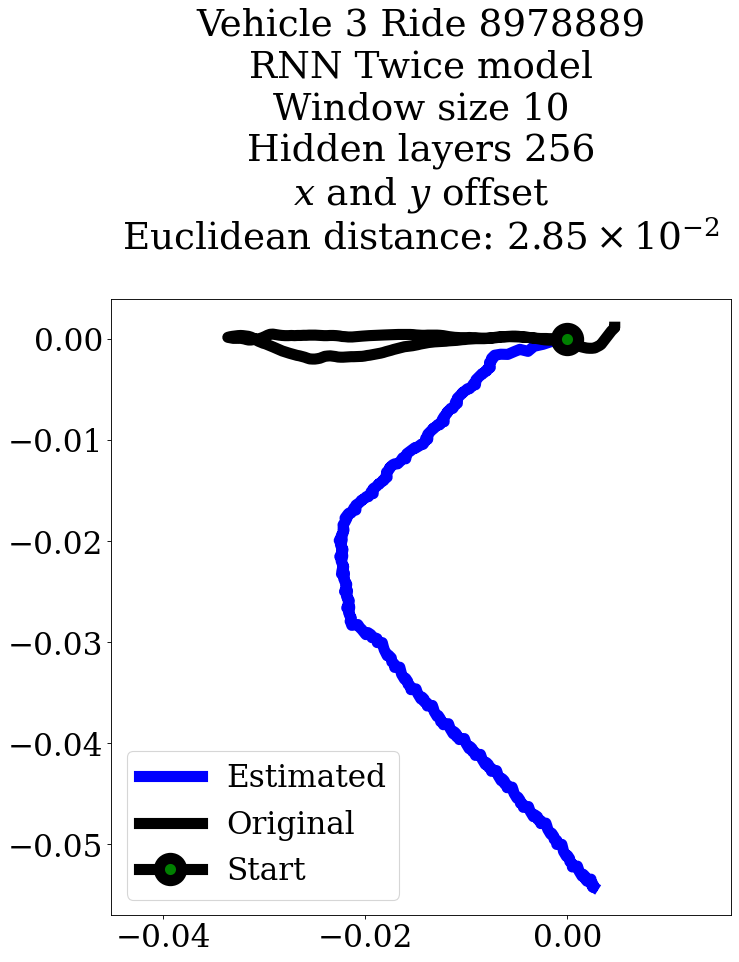 Vehicle 3 Ride 8978889
RNN Twice model
Window size 10
Hidden layers 256
x and y offset
Euclidean distance: 2.85 × 10⁻²
0.00
−0.01
−0.02
−0.03
−0.04
−0.05
Estimated
Original
Start
−0.04 −0.02 0.00